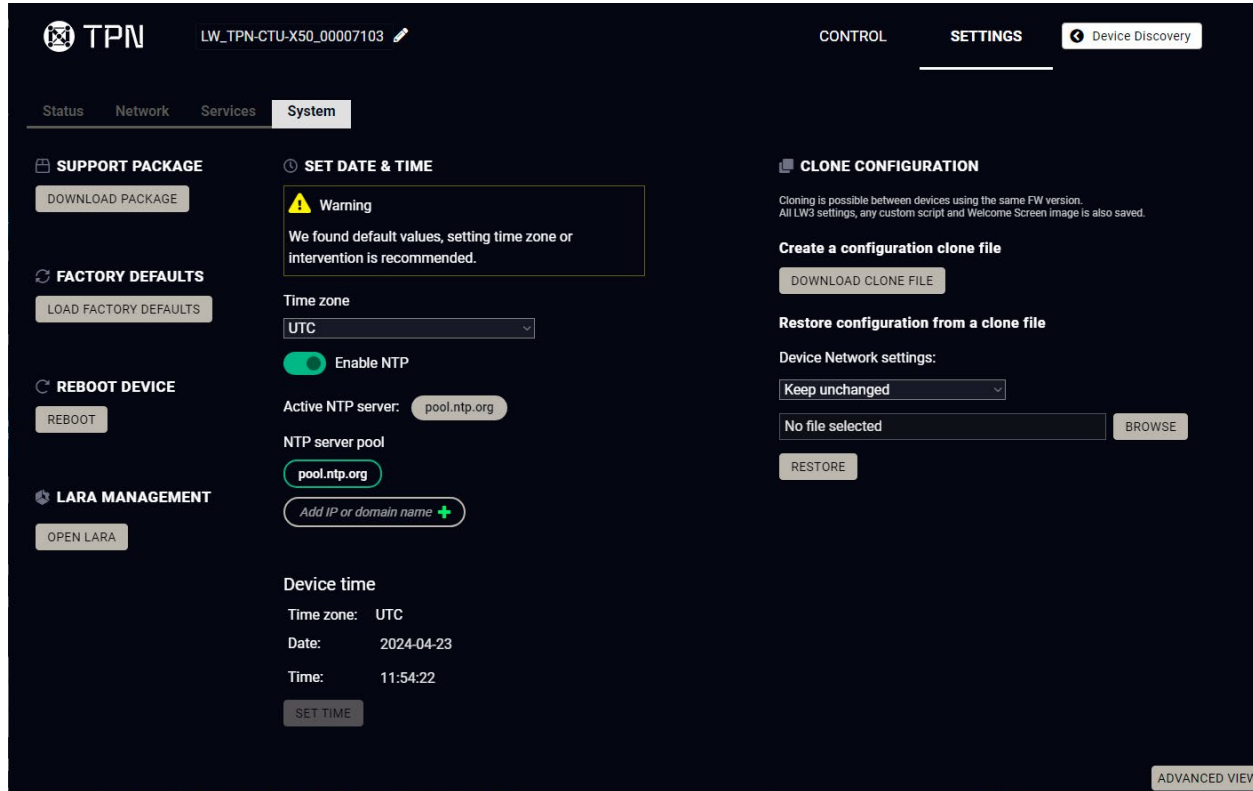 TPN
LW_TPN-CTU-X50_00007103
CONTROL
SETTINGS
Device Discovery
Status
Network
Services
System
SUPPORT PACKAGE
DOWNLOAD PACKAGE
FACTORY DEFAULTS
LOAD FACTORY DEFAULTS
REBOOT DEVICE
REBOOT
LARA MANAGEMENT
OPEN LARA
SET DATE & TIME
Warning
We found default values, setting time zone or
intervention is recommended.
Time zone
UTC
Enable NTP
Active NTP server: pool.ntp.org
NTP server pool
pool.ntp.org
Add IP or domain name
Device time
Time zone: UTC
Date: 2024-04-23
Time: 11:54:22
SET TIME
CLONE CONFIGURATION
Cloning is possible between devices using the same FW version.
All LW3 settings, any custom script and Welcome Screen image is also saved.
Create a configuration clone file
DOWNLOAD CLONE FILE
Restore configuration from a clone file
Device Network settings:
Keep unchanged
No file selected
BROWSE
RESTORE
ADVANCED VIEW